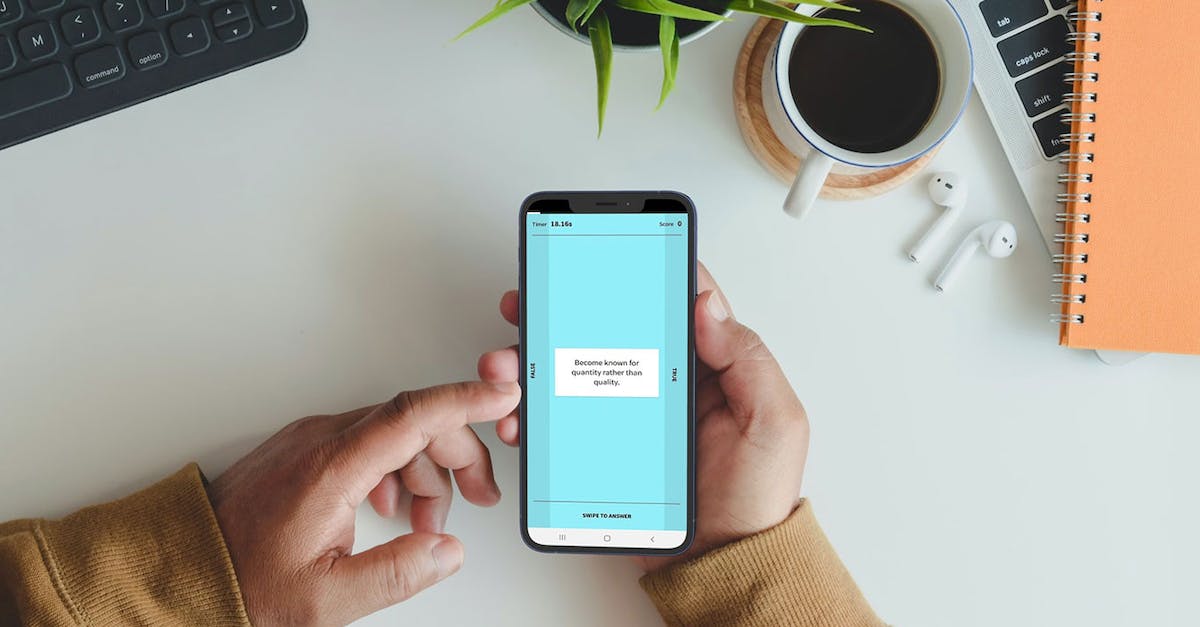 J
M
<
,
>
.
?
/
command
option
tab
caps lock
shift
fn
Timer 18.16s
Score 0
Become known for
quantity rather than
quality.
FALSE
TRUE
SWIPE TO ANSWER